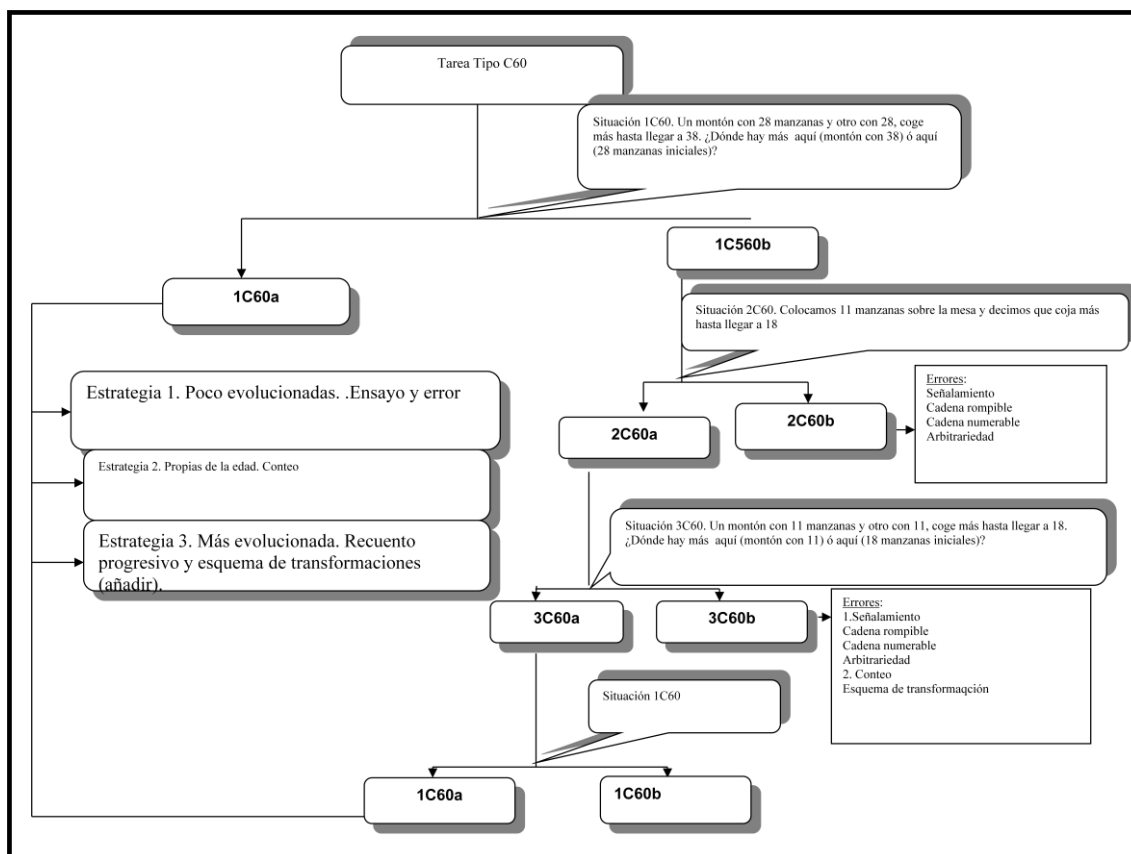 Tarea Tipo C60
Situación 1C60. Un montón con 28 manzanas y otro con 28, coge
más hasta llegar a 38. ¿Dónde hay más  aquí (montón con 38) ó aquí
(28 manzanas iniciales)?
1C560b
1C60a
Situación 2C60. Colocamos 11 manzanas sobre la mesa y decimos que coja más
hasta llegar a 18
Estrategia 1. Poco evolucionadas. .Ensayo y error
Errores:
Señalamiento
Cadena rompible
Cadena numerable
Arbitrariedad
2C60a
2C60b
Estrategia 2. Propias de la edad. Conteo
Estrategia 3. Más evolucionada. Recuento
progresivo y esquema de transformaciones
(añadir).
Situación 3C60. Un montón con 11 manzanas y otro con 11, coge más hasta llegar a 18.
¿Dónde hay más  aquí (montón con 11) ó aquí (18 manzanas iniciales)?
3C60a
3C60b
Errores:
1.Señalamiento
Cadena rompible
Cadena numerable
Arbitrariedad
2. Conteo
Esquema de transformaqción
Situación 1C60
1C60a
1C60b